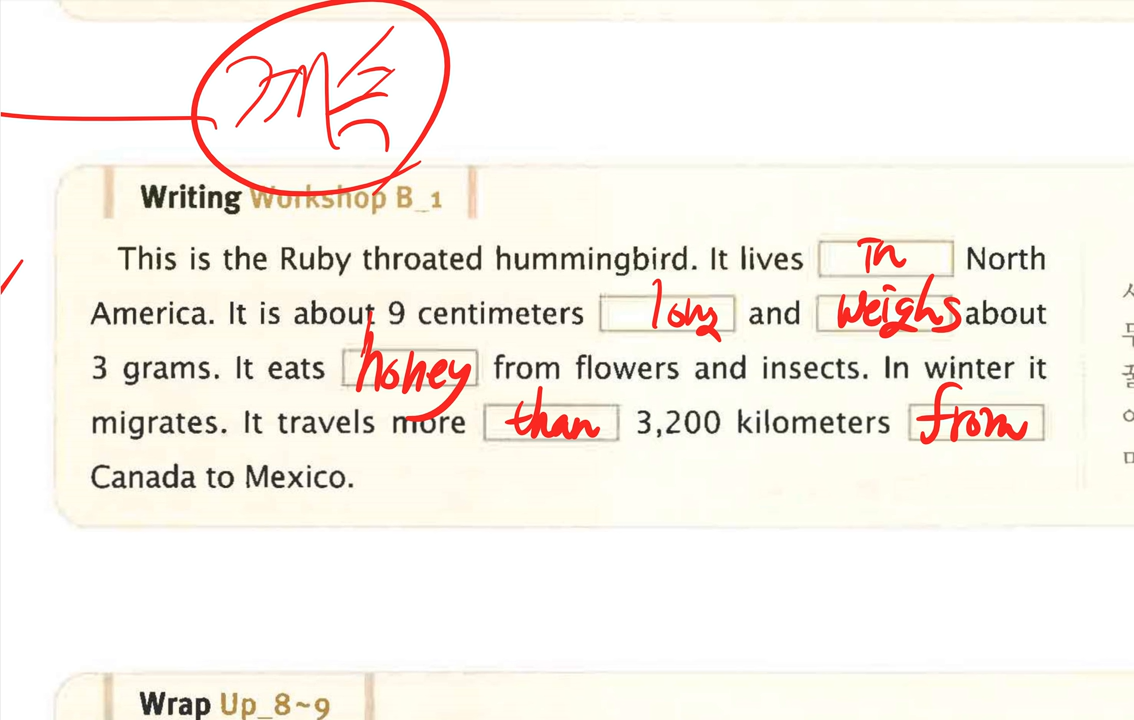 Writing Workshop B_1
This is the Ruby throated hummingbird. It lives in North
America. It is about 9 centimeters long and weighs about
3 grams. It eats honey from flowers and insects. In winter it
migrates. It travels more than 3,200 kilometers from
Canada to Mexico.
Wrap Up_8~9